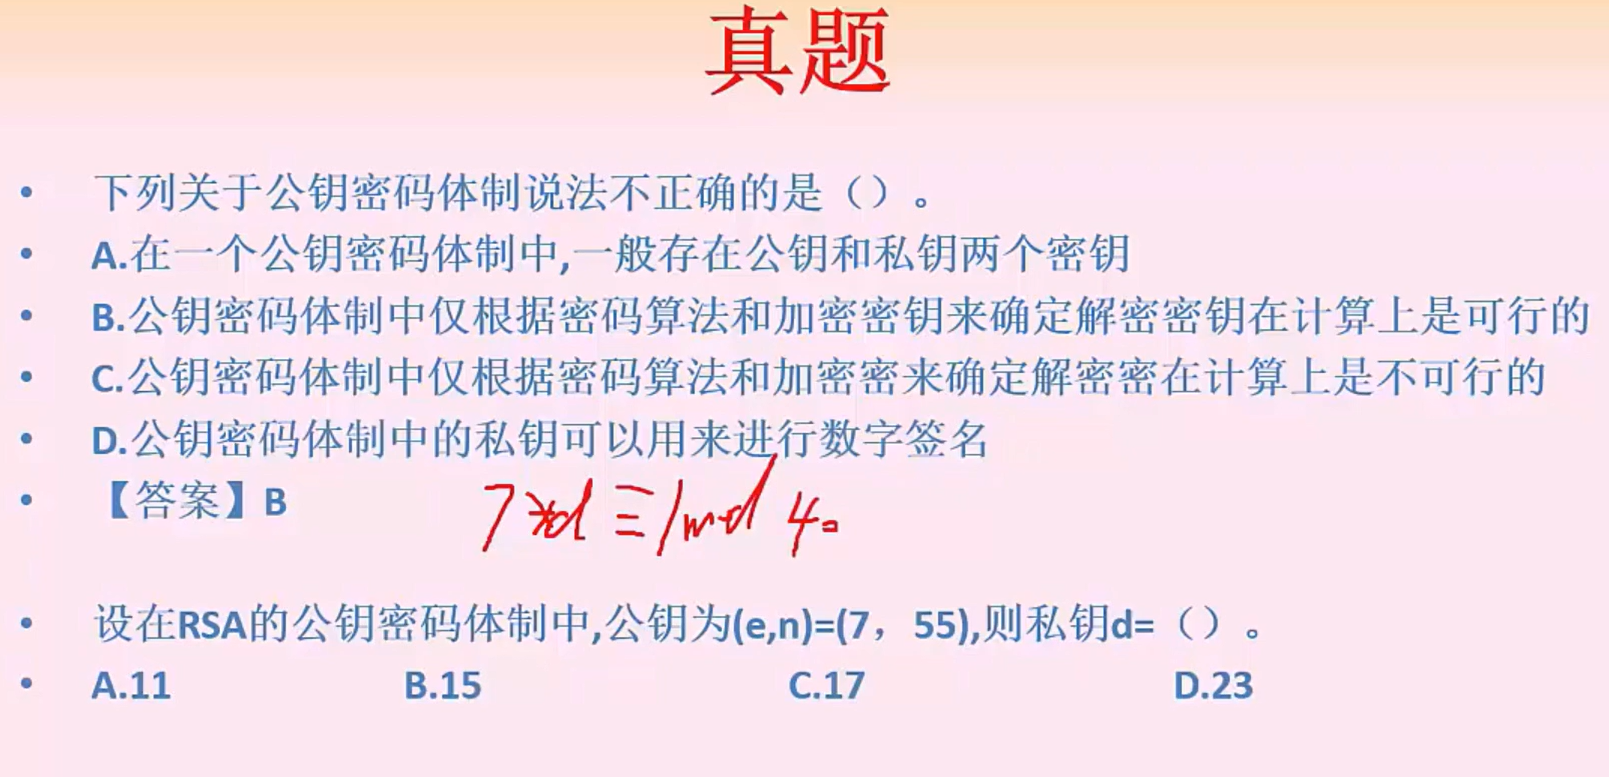 真题
• 下列关于公钥密码体制说法不正确的是（）。
• A.在一个公钥密码体制中,一般存在公钥和私钥两个密钥
• B.公钥密码体制中仅根据密码算法和加密密钥来确定解密密钥在计算上是可行的
• C.公钥密码体制中仅根据密码算法和加密密来确定解密密在计算上是不可行的
• D.公钥密码体制中的私钥可以用来进行数字签名
• 【答案】B
7*d≡1mod 40
• 设在RSA的公钥密码体制中,公钥为(e,n)=(7，55),则私钥d=（）。
• A.11 B.15 C.17 D.23